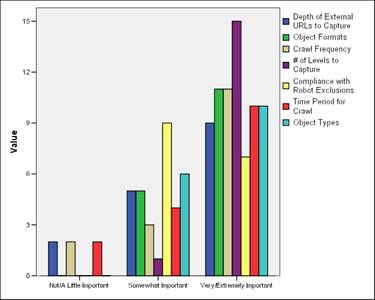 15
12
9
6
3
0
Value
Not/A Little Important
Somewhat Important
Very/Extremely Important
Depth of External
URLs to Capture
Object Formats
Crawl Frequency
# of Levels to
Capture
Compliance with
Robot Exclusions
Time Period for
Crawl
Object Types